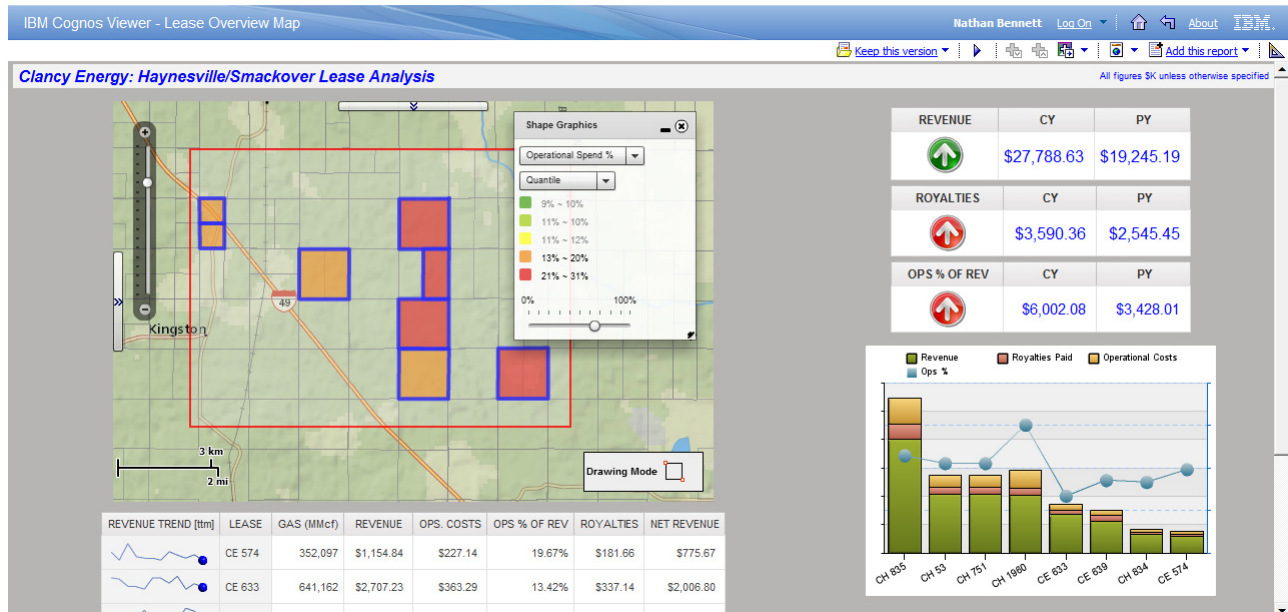 IBM Cognos Viewer - Lease Overview Map
Nathan Bennett Log On About IBM.
Keep this version Add this report
Clancy Energy: Haynesville/Smackover Lease Analysis
All figures $K unless otherwise specified
Shape Graphics
Operational Spend %
Quantile
9% ~ 10%
11% ~ 10%
11% ~ 12%
13% ~ 20%
21% ~ 31%
0% 100%
49
Kingston
3 km
2 mi
Drawing Mode
REVENUE CY PY
$27,788.63 $19,245.19
ROYALTIES CY PY
$3,590.36 $2,545.45
OPS % OF REV CY PY
$6,002.08 $3,428.01
Revenue Royalties Paid Operational Costs
Ops %
CH 835 CH 53 CH 751 CH 1980 CE 633 CE 639 CH 834 CE 574
REVENUE TREND [ttm] LEASE GAS (MMcf) REVENUE OPS. COSTS OPS % OF REV ROYALTIES NET REVENUE
CE 574 352,097 $1,154.84 $227.14 19.67% $181.66 $775.67
CE 633 641,162 $2,707.23 $363.29 13.42% $337.14 $2,006.80